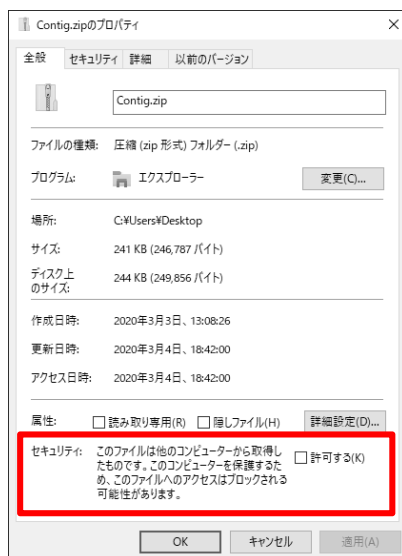 Contig.zipのプロパティ
全般 セキュリティ 詳細 以前のバージョン
Contig.zip
ファイルの種類: 圧縮 (zip 形式) フォルダー (.zip)
プログラム: エクスプローラー 変更(C)...
場所: C:¥Users¥Desktop
サイズ: 241 KB (246,787 バイト)
ディスク上
のサイズ: 244 KB (249,856 バイト)
作成日時: 2020年3月3日、13:08:26
更新日時: 2020年3月4日、18:42:00
アクセス日時: 2020年3月4日、18:42:00
属性: 読み取り専用(R) 隠しファイル(H) 詳細設定(D)...
セキュリティ: このファイルは他のコンピューターから取得し 許可する(K)
たものです。このコンピューターを保護するた
め、このファイルへのアクセスはブロックされる
可能性があります。
OK キャンセル 適用(A)